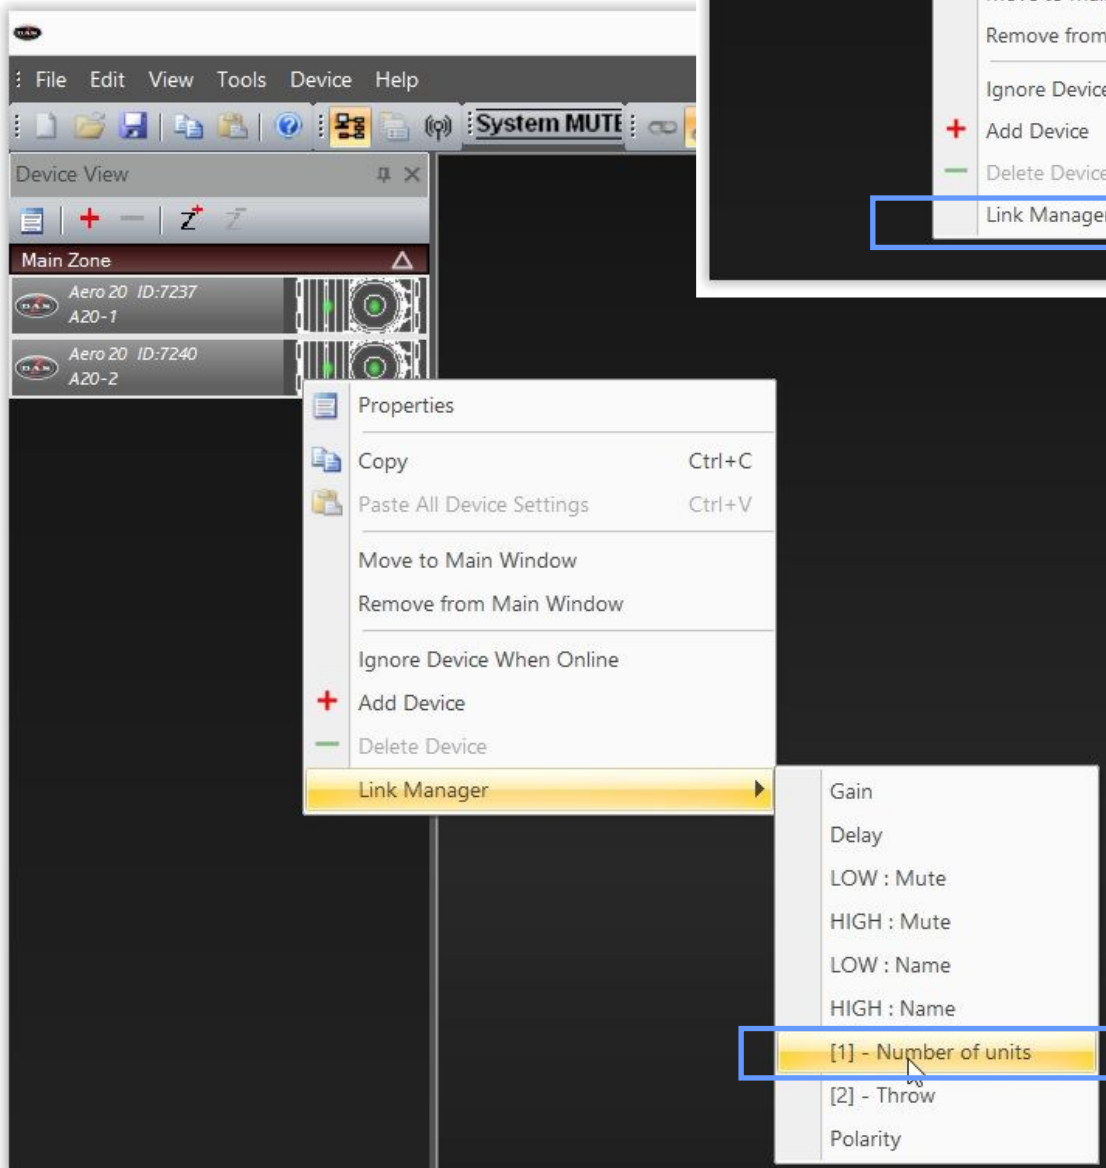 File Edit View Tools Device Help
System MUTE
Device View
Main Zone
DAS
Aero 20 ID:7237
A20-1
DAS
Aero 20 ID:7240
A20-2
Properties
Copy Ctrl+C
Paste All Device Settings Ctrl+V
Move to Main Window
Remove from Main Window
Ignore Device When Online
Add Device
Delete Device
Link Manager
Gain
Delay
LOW : Mute
HIGH : Mute
LOW : Name
HIGH : Name
[1] - Number of units
[2] - Throw
Polarity
Remove from
Ignore Device
Add Device
Delete Device
Link Manager